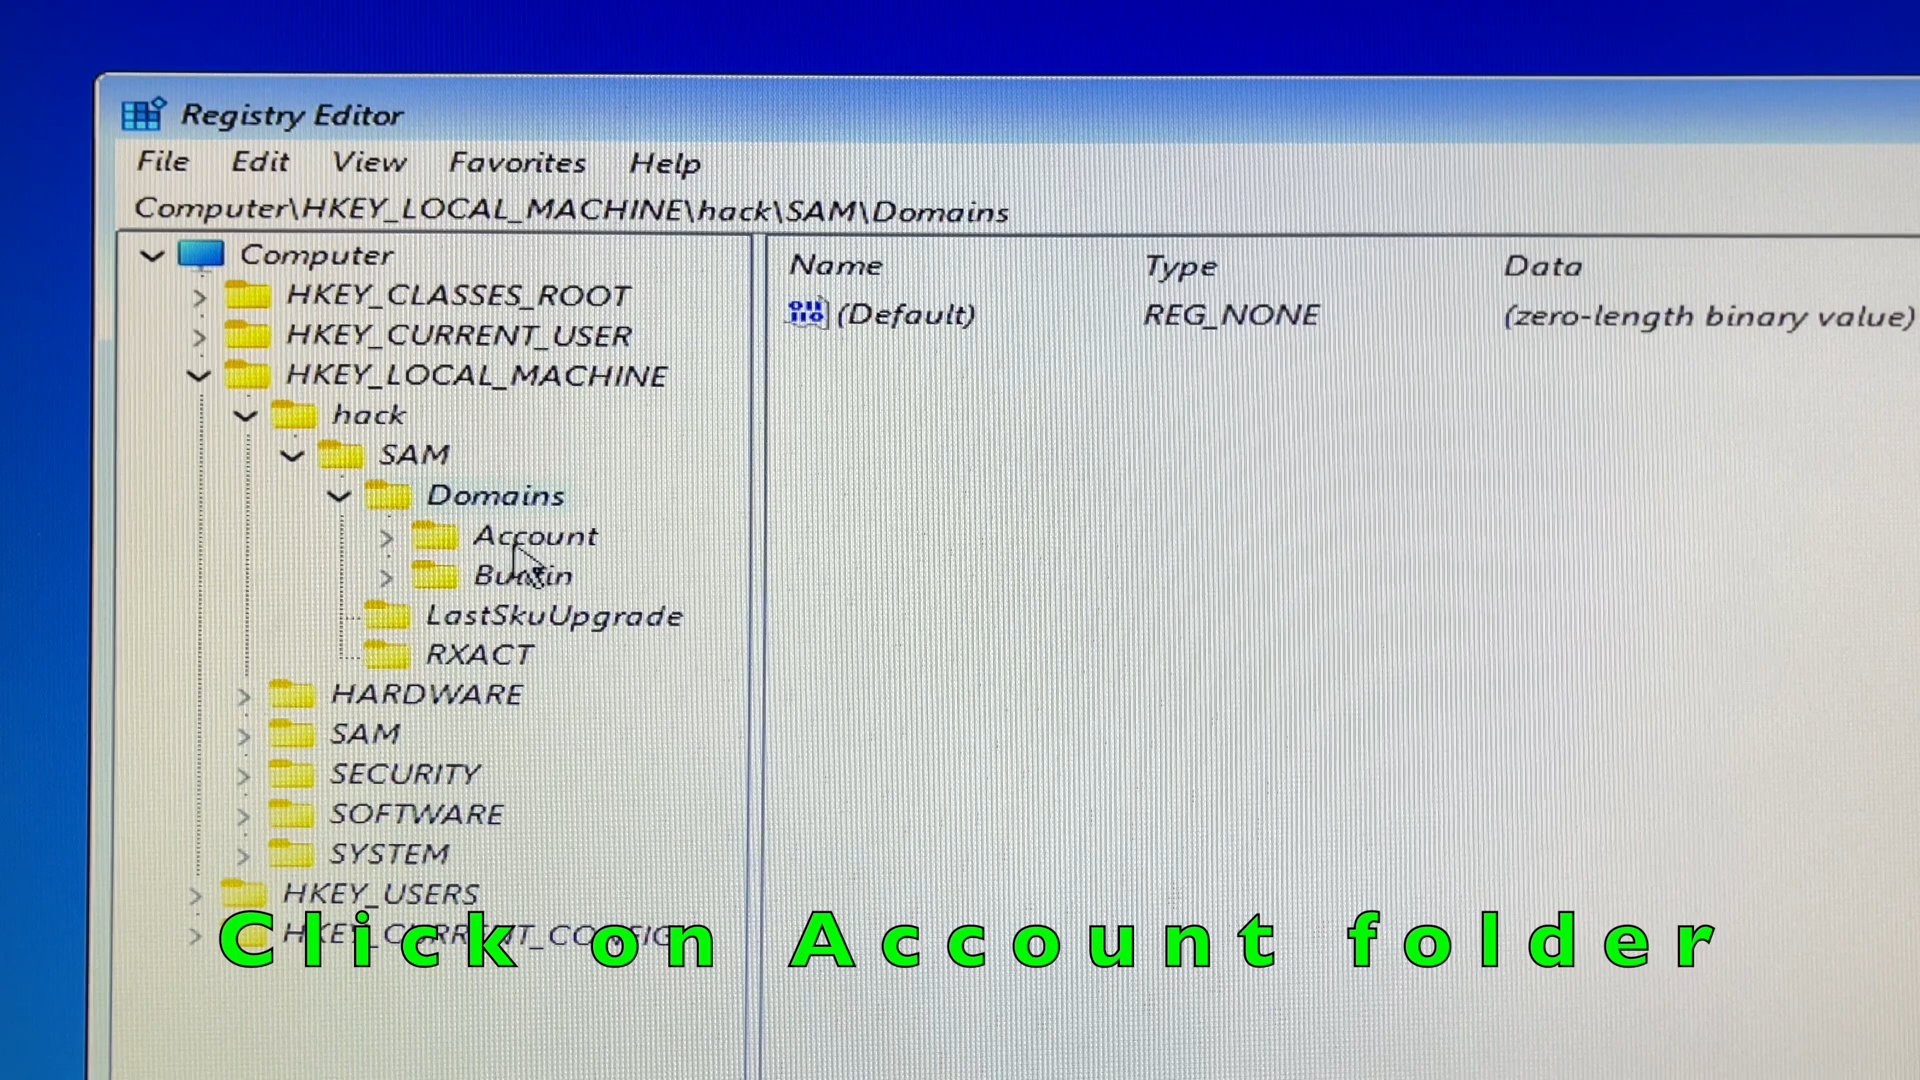 Registry Editor
File Edit View Favorites Help
Computer\HKEY_LOCAL_MACHINE\hack\SAM\Domains
Computer
Name Type Data
HKEY_CLASSES_ROOT
(Default) REG_NONE (zero-length binary value)
HKEY_CURRENT_USER
HKEY_LOCAL_MACHINE
hack
SAM
Domains
Account
Builtin
LastSkuUpgrade
RXACT
HARDWARE
SAM
SECURITY
SOFTWARE
SYSTEM
HKEY_USERS
HKEY_CURRENT_CONFIG
Click on Account folder